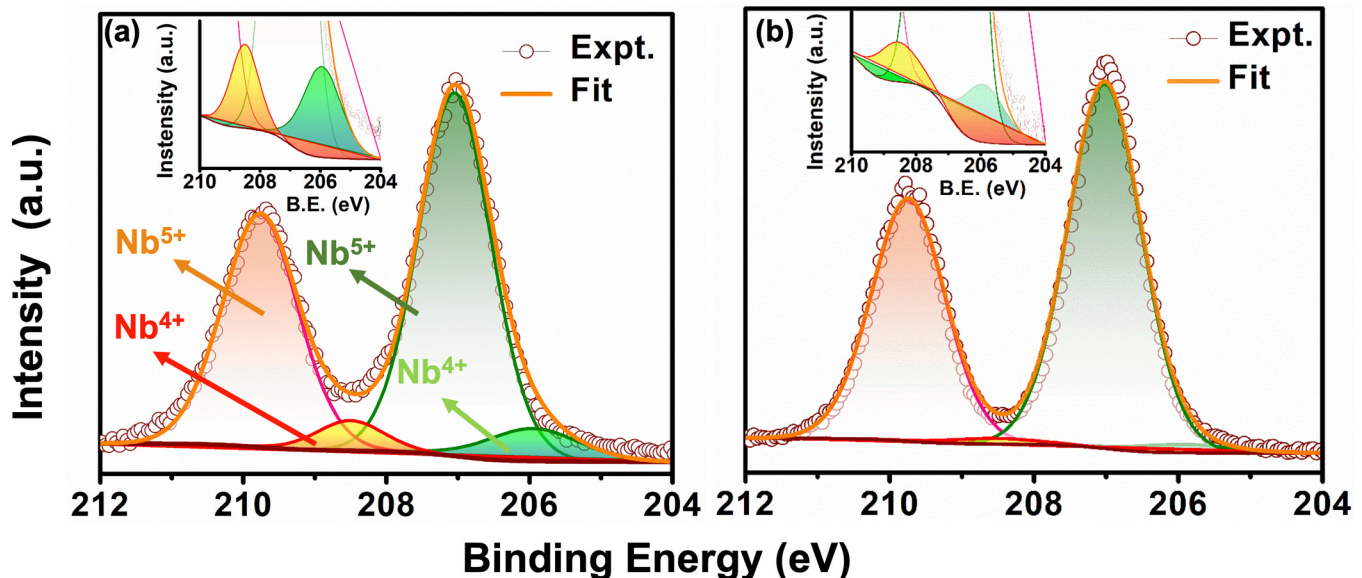 (a)
Instensity (a.u.)
210 208 206 204
B.E. (eV)
Expt.
Fit
Nb⁵⁺
Nb⁵⁺
Nb⁴⁺
Nb⁴⁺
212 210 208 206 204
(b)
Instensity (a.u.)
210 208 206 204
B.E. (eV)
Expt.
Fit
212 210 208 206 204
Intensity (a.u.)
Binding Energy (eV)